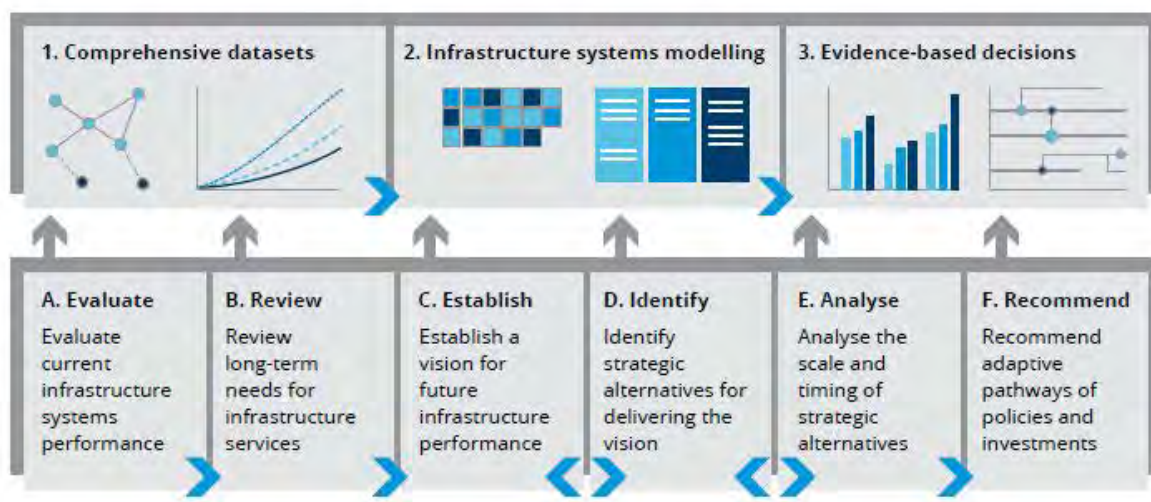 1. Comprehensive datasets
2. Infrastructure systems modelling
3. Evidence-based decisions
A. Evaluate
Evaluate
current
infrastructure
systems
performance
B. Review
Review
long-term
needs for
infrastructure
services
C. Establish
Establish a
vision for
future
infrastructure
performance
D. Identify
Identify
strategic
alternatives for
delivering the
vision
E. Analyse
Analyse the
scale and
timing of
strategic
alternatives
F. Recommend
Recommend
adaptive
pathways of
policies and
investments